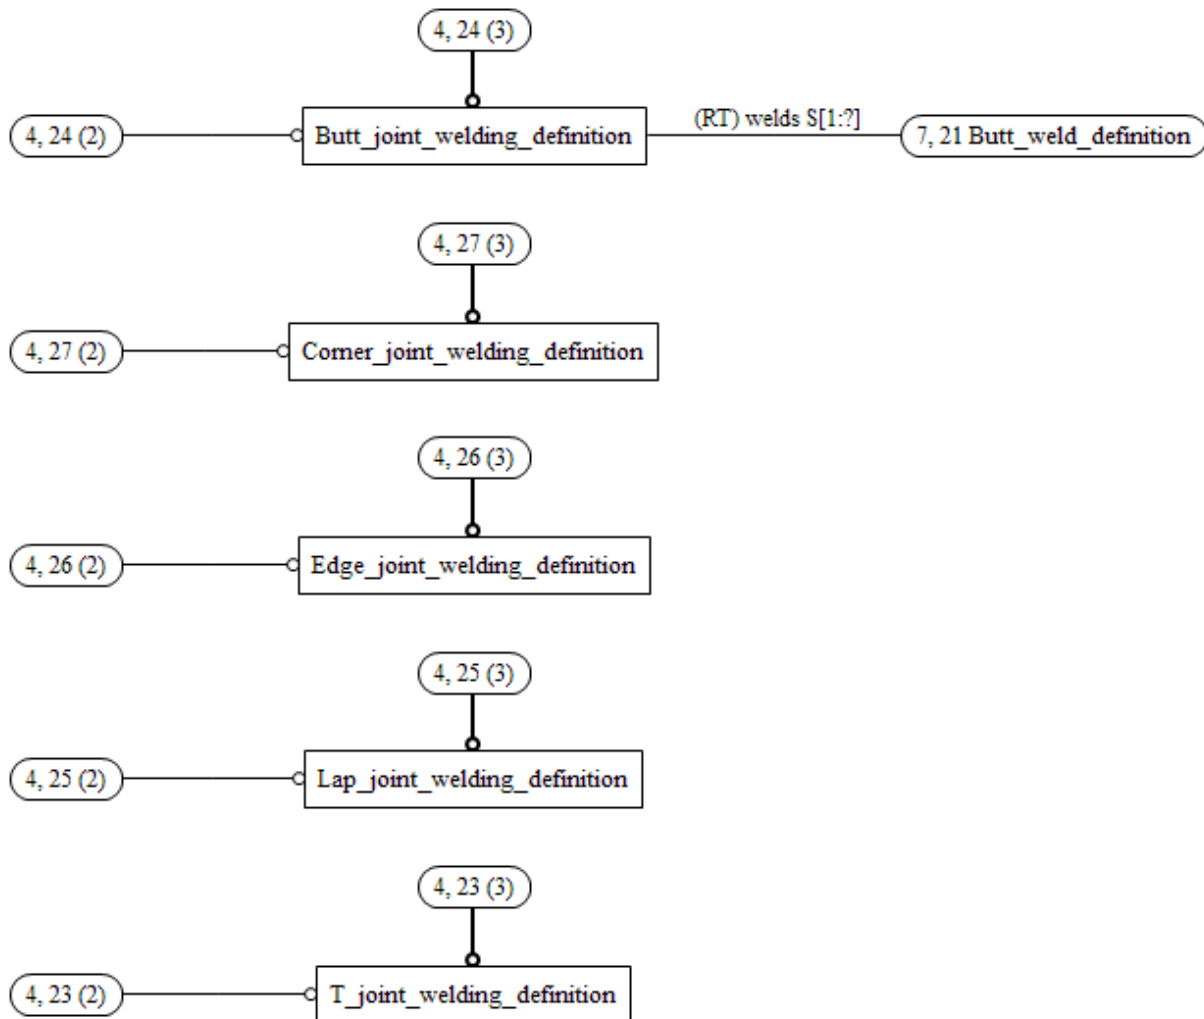 4, 24 (3)
4, 24 (2)
Butt_joint_welding_definition
(RT) welds S[1:?]
7, 21 Butt_weld_definition
4, 27 (3)
4, 27 (2)
Corner_joint_welding_definition
4, 26 (3)
4, 26 (2)
Edge_joint_welding_definition
4, 25 (3)
4, 25 (2)
Lap_joint_welding_definition
4, 23 (3)
4, 23 (2)
T_joint_welding_definition